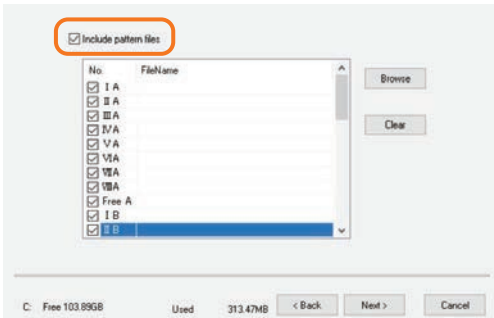 Include pattern files
No. FileName
Browse
Ⅰ A
Ⅱ A
Ⅲ A
Clear
Ⅳ A
Ⅴ A
Ⅵ A
Ⅶ A
Ⅷ A
Free A
Ⅰ B
Ⅱ B
C: Free 103.89GB Used 313.47MB < Back Next > Cancel